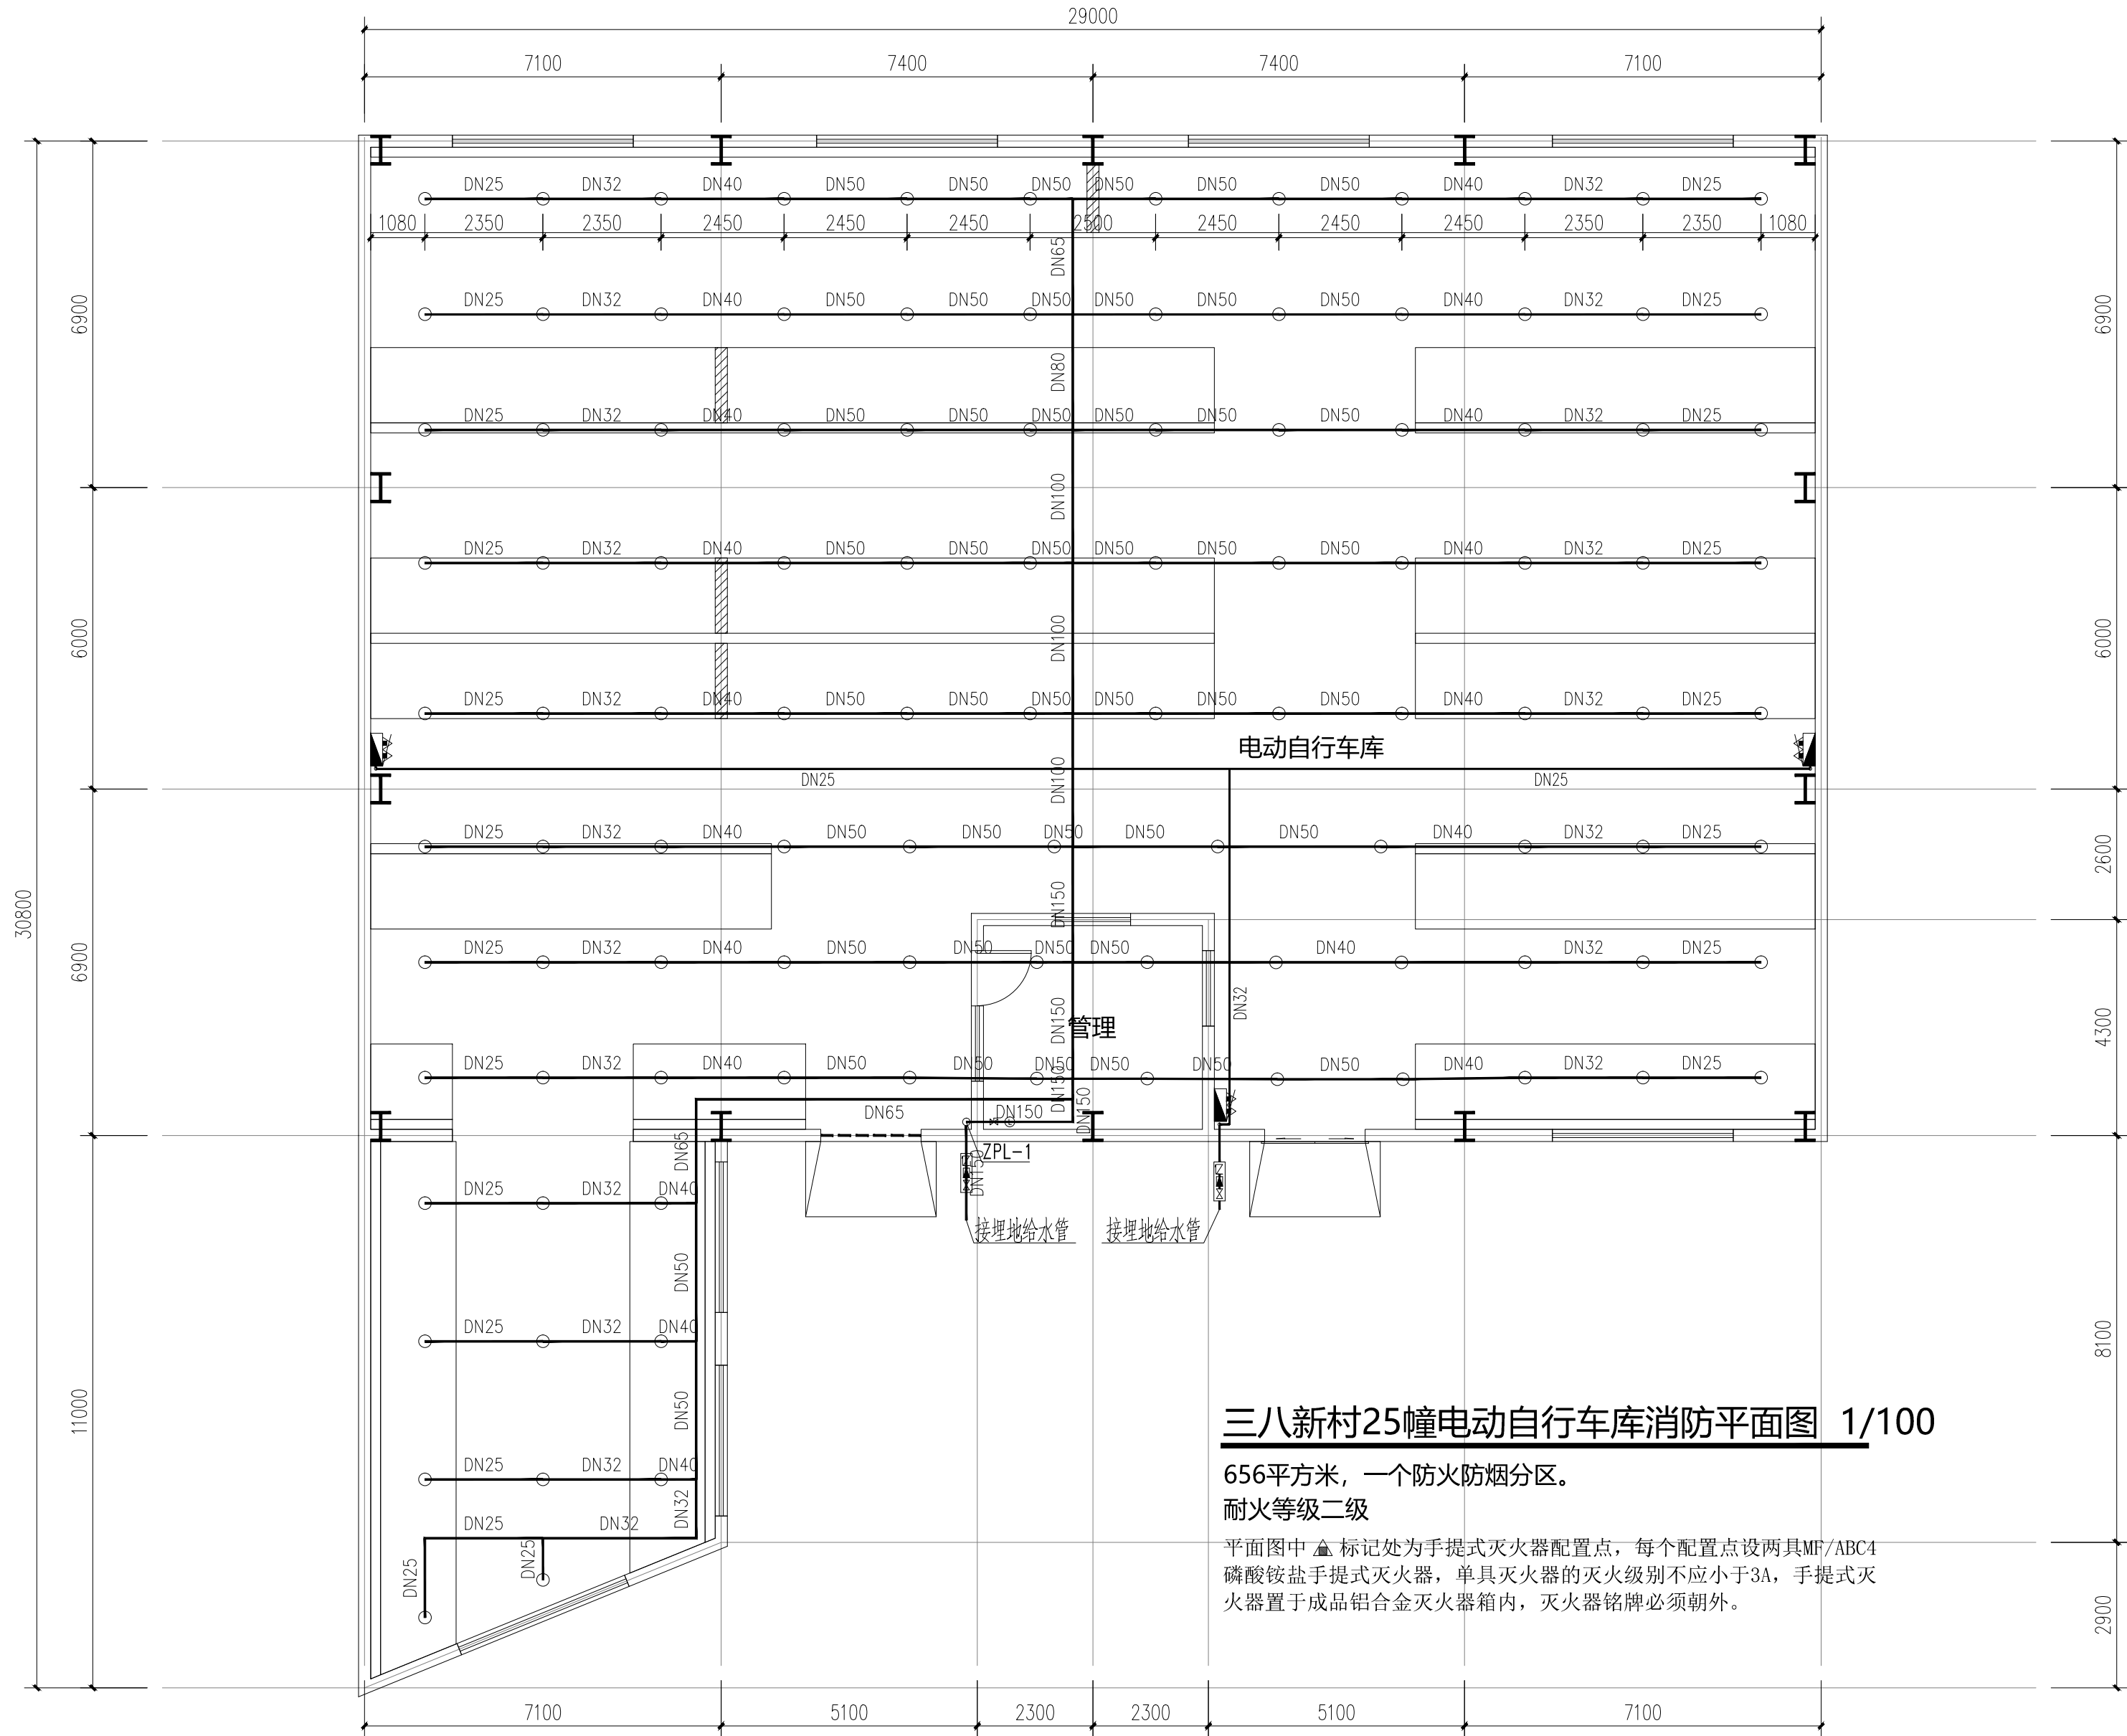 29000
7100 7400 7400 7100
DN25 DN32 DN40 DN50 DN50 DN50 DN50 DN50 DN50 DN40 DN32 DN25
1080 2350 2350 2450 2450 2450 2500 2450 2450 2450 2350 2350 1080
DN65
DN25 DN32 DN40 DN50 DN50 DN50 DN50 DN50 DN50 DN40 DN32 DN25
6900 6900
DN80
DN25 DN32 DN40 DN50 DN50 DN50 DN50 DN50 DN50 DN40 DN32 DN25
DN100
DN25 DN32 DN40 DN50 DN50 DN50 DN50 DN50 DN50 DN40 DN32 DN25
6000 DN100 6000
DN25 DN32 DN40 DN50 DN50 DN50 DN50 DN50 DN50 DN40 DN32 DN25
电动自行车库
DN25 DN100 DN25
DN25 DN32 DN40 DN50 DN50 DN50 DN50 DN50 DN40 DN32 DN25
2600
30800
DN150
DN25 DN32 DN40 DN50 DN50 DN50 DN50 DN40 DN32 DN25
6900
DN32
DN150 管理
4300
DN25 DN32 DN40 DN50 DN50 DN50 DN50 DN50 DN50 DN40 DN32 DN25
DN150
DN65 DN150 DN150
DN65 ZPL-1
DN150
DN25 DN32 DN40
接埋地给水管 接埋地给水管
DN50
DN25 DN32 DN40
8100
11000 DN50
三八新村25幢电动自行车库消防平面图 1/100
DN25 DN32 DN40
656平方米，一个防火防烟分区。
DN32
耐火等级二级
DN25 DN32
平面图中 标记处为手提式灭火器配置点，每个配置点设两具MF/ABC4
DN25 DN25
磷酸铵盐手提式灭火器，单具灭火器的灭火级别不应小于3A，手提式灭
火器置于成品铝合金灭火器箱内，灭火器铭牌必须朝外。
2900
7100 5100 2300 2300 5100 7100